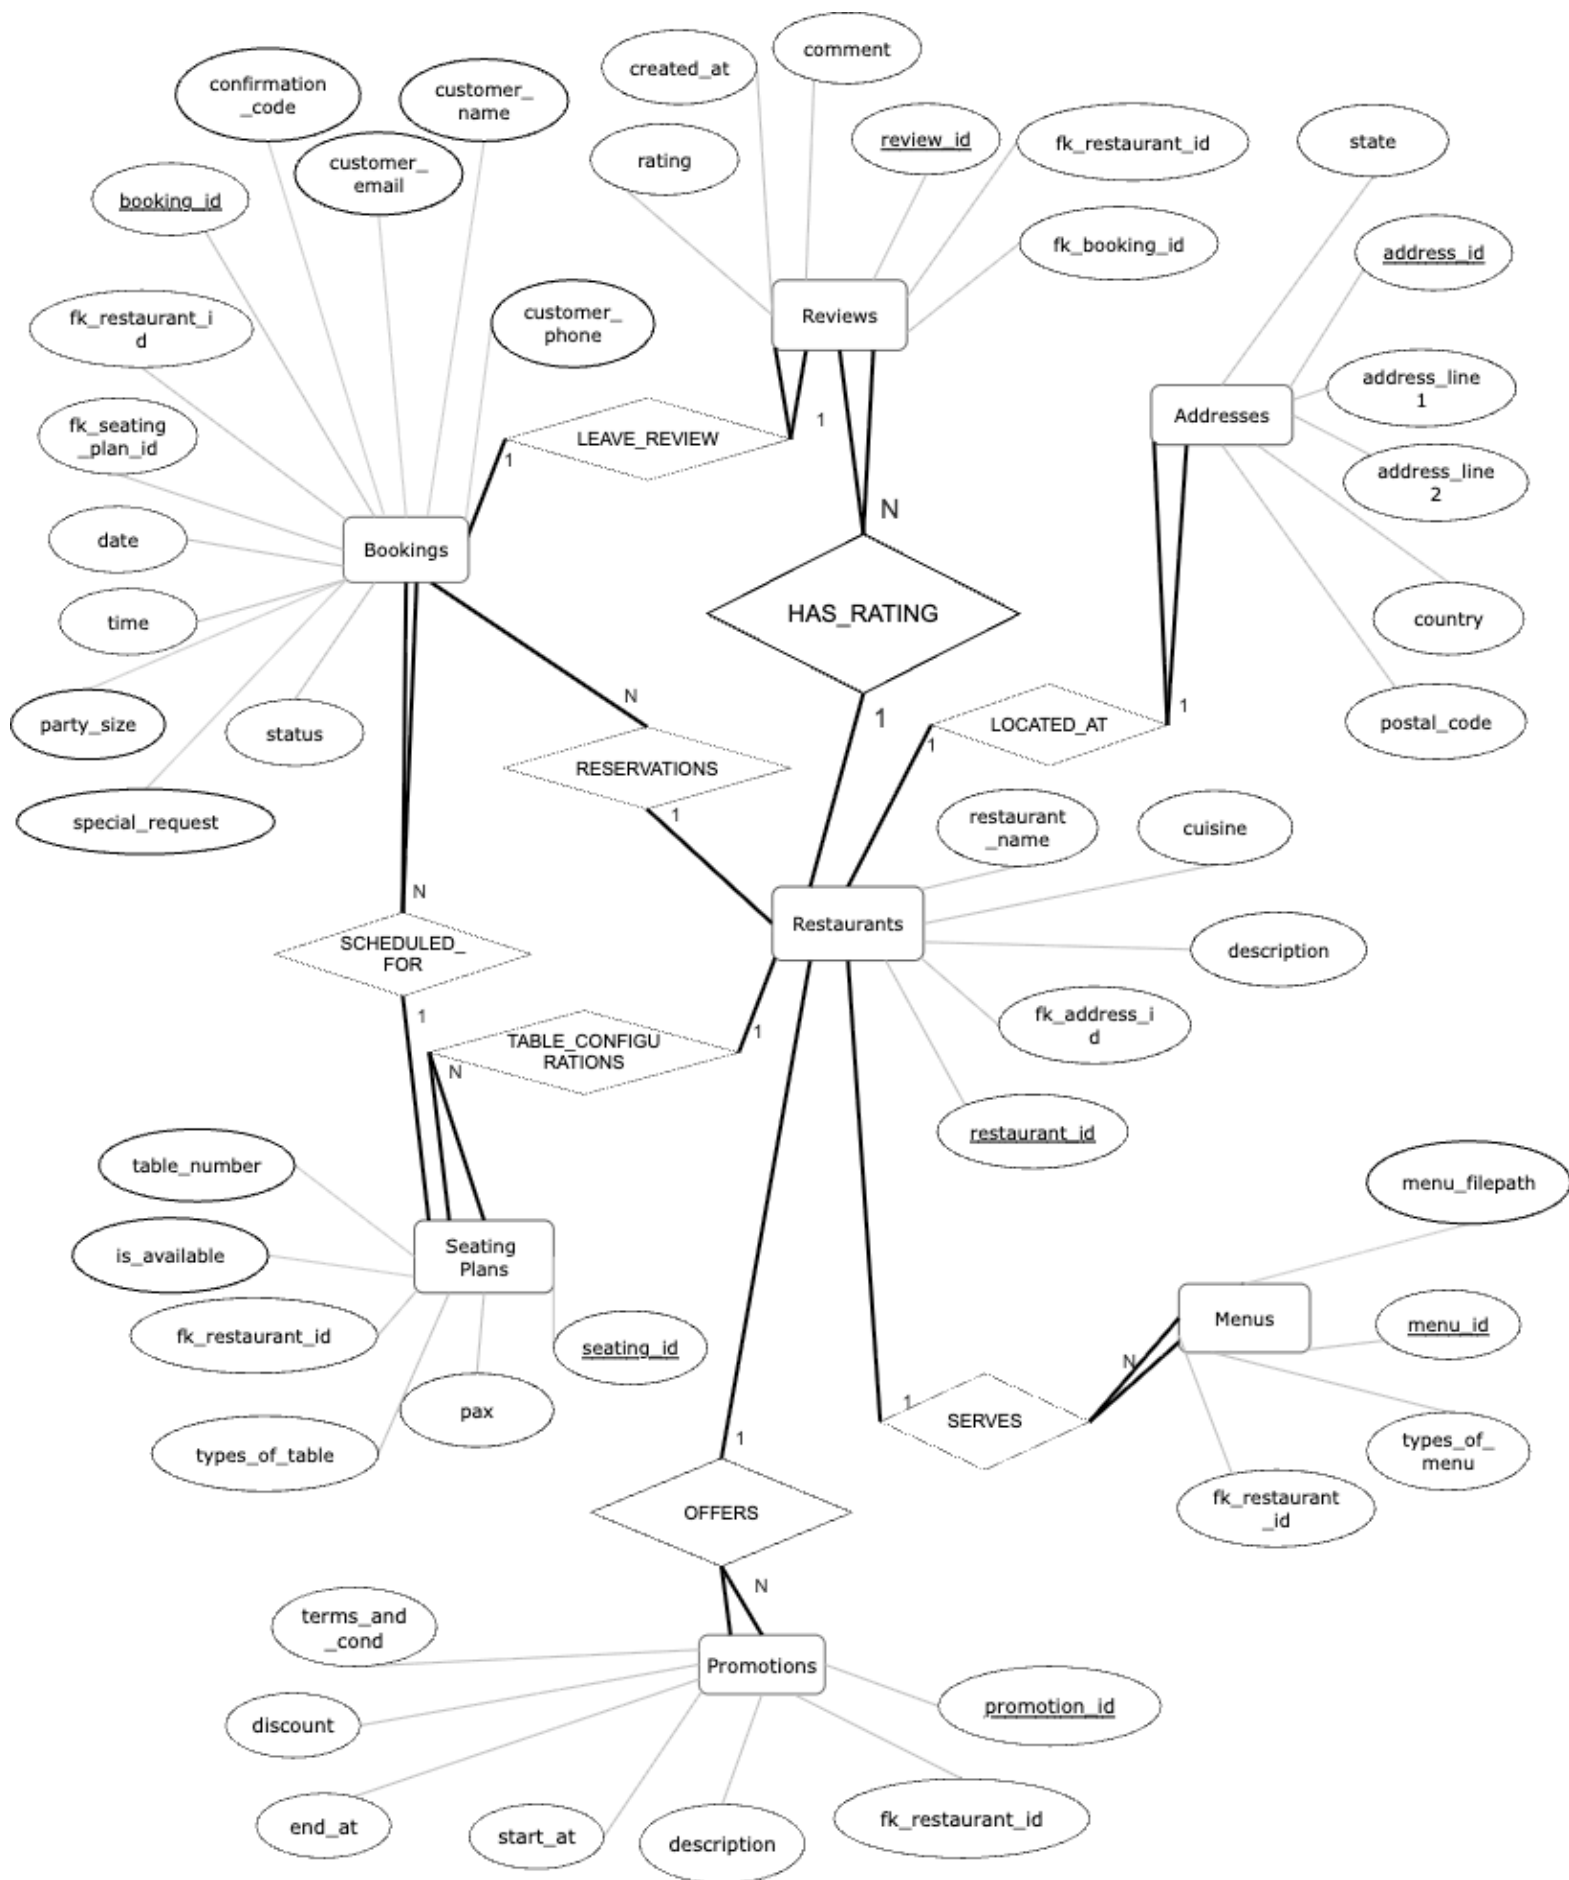 comment
created_at
confirmation
_code
customer_
name
review_id
fk_restaurant_id
state
rating
customer_
email
booking_id
fk_booking_id
address_id
fk_restaurant_i
d
customer_
phone
Reviews
address_line
1
Addresses
1
fk_seating
_plan_id
LEAVE_REVIEW
1
address_line
2
N
date
Bookings
time
HAS_RATING
country
N
1
party_size
status
LOCATED_AT
1
1
postal_code
RESERVATIONS
1
special_request
restaurant
_name
cuisine
N
Restaurants
SCHEDULED_
FOR
description
1
1
fk_address_i
d
TABLE_CONFIGU
RATIONS
N
restaurant_id
table_number
menu_filepath
is_available
Seating
Plans
Menus
menu_id
fk_restaurant_id
seating_id
N
1
pax
SERVES
types_of_table
1
types_of_
menu
fk_restaurant
_id
OFFERS
N
terms_and
_cond
Promotions
promotion_id
discount
fk_restaurant_id
end_at
start_at
description